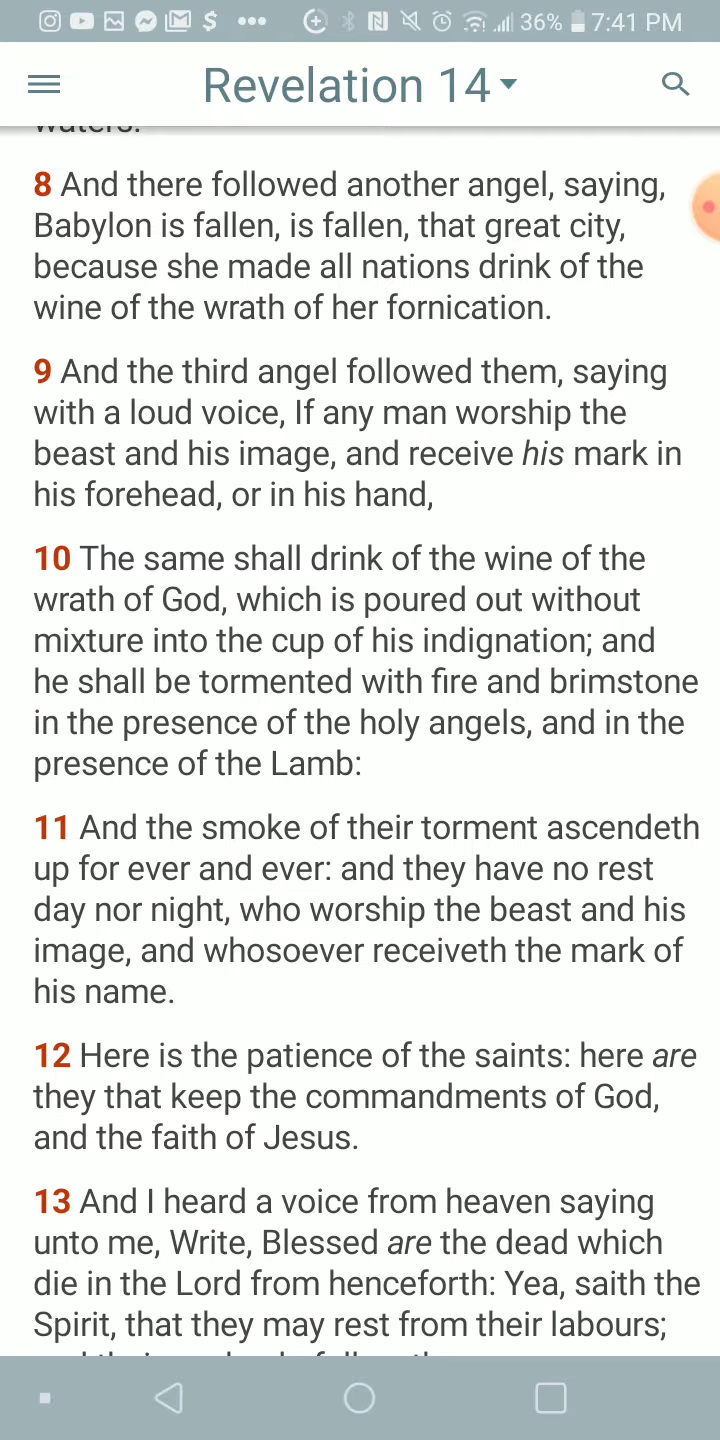 36% 7:41 PM
Revelation 14
waters.
8 And there followed another angel, saying,
Babylon is fallen, is fallen, that great city,
because she made all nations drink of the
wine of the wrath of her fornication.
9 And the third angel followed them, saying
with a loud voice, If any man worship the
beast and his image, and receive his mark in
his forehead, or in his hand,
10 The same shall drink of the wine of the
wrath of God, which is poured out without
mixture into the cup of his indignation; and
he shall be tormented with fire and brimstone
in the presence of the holy angels, and in the
presence of the Lamb:
11 And the smoke of their torment ascendeth
up for ever and ever: and they have no rest
day nor night, who worship the beast and his
image, and whosoever receiveth the mark of
his name.
12 Here is the patience of the saints: here are
they that keep the commandments of God,
and the faith of Jesus.
13 And I heard a voice from heaven saying
unto me, Write, Blessed are the dead which
die in the Lord from henceforth: Yea, saith the
Spirit, that they may rest from their labours;